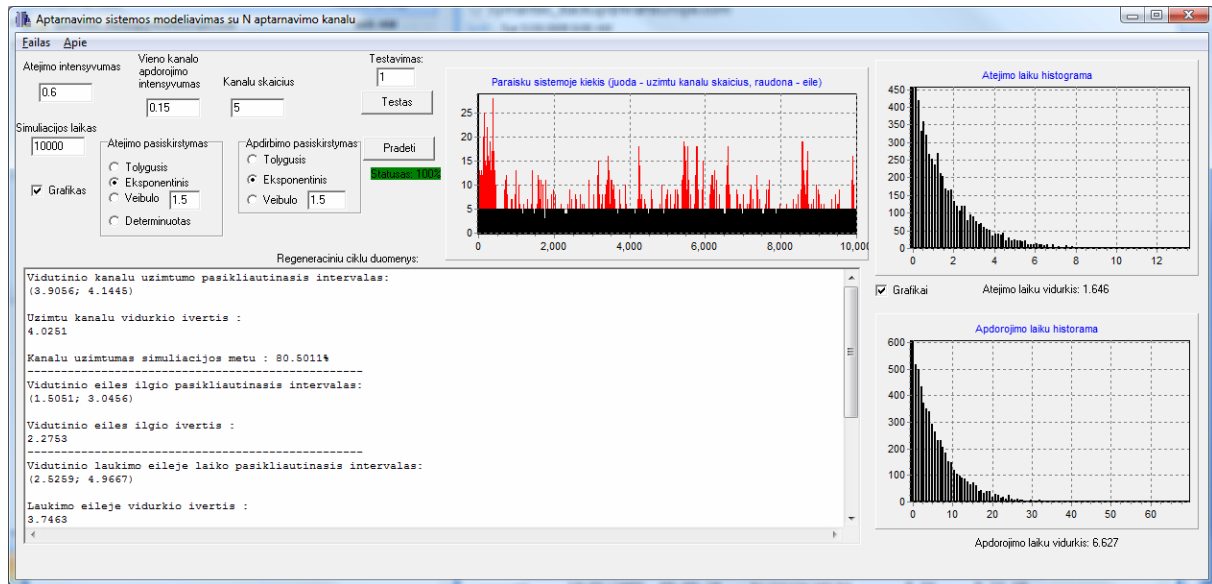 Aptarnavimo sistemos modeliavimas su N aptarnavimo kanalu
Failas Apie
Atejimo intensyvumas
0.6
Vieno kanalo
apdorojimo
intensyvumas
0.15
Kanalu skaicius
5
Testavimas:
1
Testas
Simuliacijos laikas
10000
Grafikas
Atejimo pasiskirstymas
Tolygusis
Eksponentinis
Veibulo 1.5
Determinuotas
Apdirbimo pasiskirstymas
Tolygusis
Eksponentinis
Veibulo 1.5
Pradeti
Statusas: 100%
Paraisku sistemoje kiekis (juoda - uzimtu kanalu skaicius, raudona - eile)
25
20
15
10
5
0
0 2,000 4,000 6,000 8,000 10,000
Regeneraciniu ciklu duomenys:
Vidutinio kanalu uzimtumo pasikliautinasis intervalas:
(3.9056; 4.1445)
Uzimtu kanalu vidurkio ivertis :
4.0251
Kanalu uzimtumas simuliacijos metu : 80.5011%
--------------------------------------------------
Vidutinio eiles ilgio pasikliautinasis intervalas:
(1.5051; 3.0456)
Vidutinio eiles ilgio ivertis :
2.2753
--------------------------------------------------
Vidutinio laukimo eileje laiko pasikliautinasis intervalas:
(2.5259; 4.9667)
Laukimo eileje vidurkio ivertis :
3.7463
Atejimo laiku histograma
450
400
350
300
250
200
150
100
50
0
0 2 4 6 8 10 12
Grafikai
Atejimo laiku vidurkis: 1.646
Apdorojimo laiku historama
600
500
400
300
200
100
0
0 10 20 30 40 50 60
Apdorojimo laiku vidurkis: 6.627